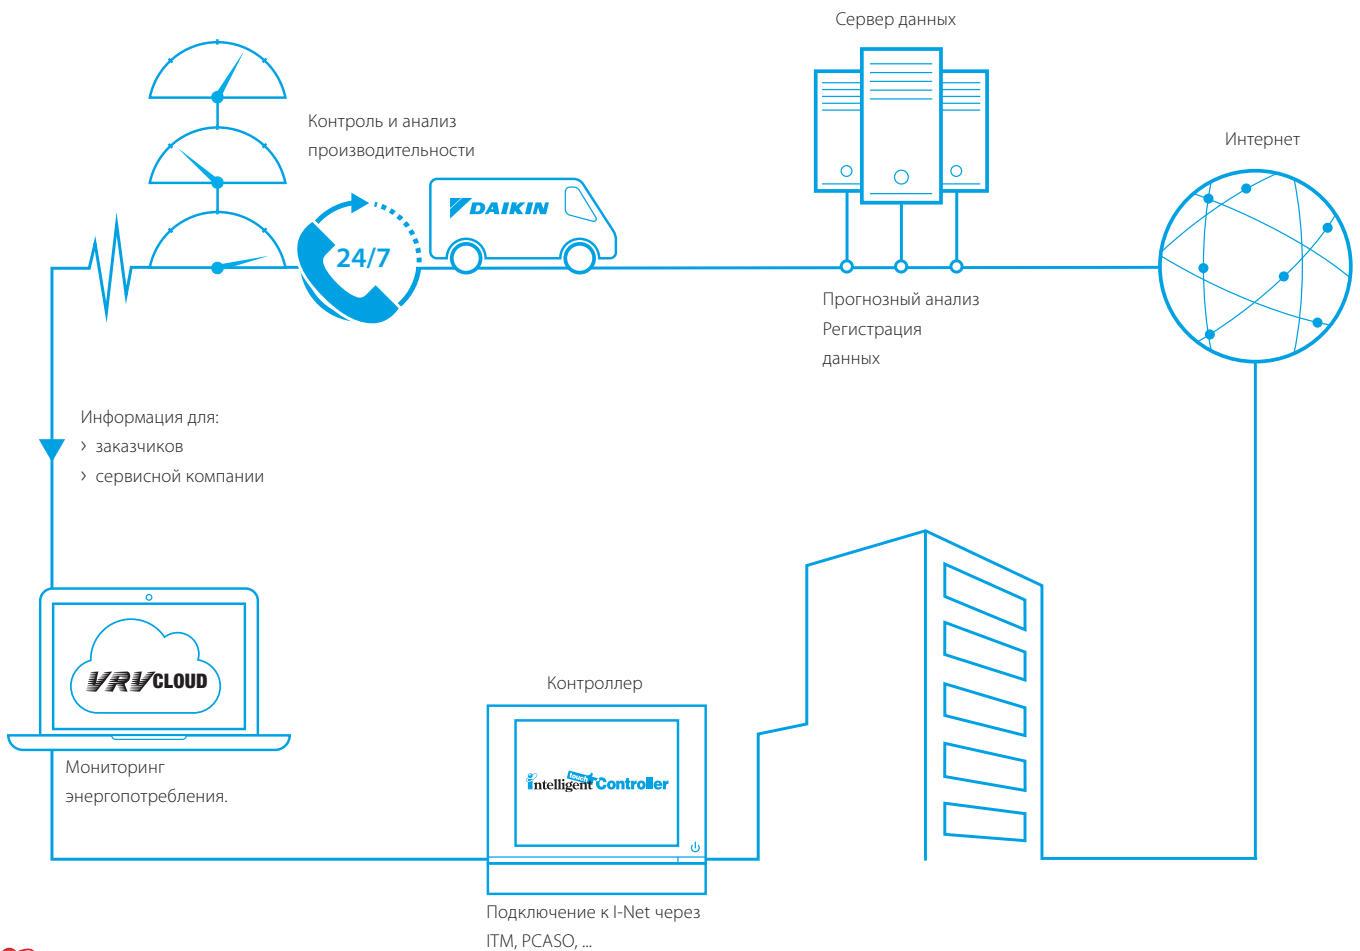 Сервер данных
Контроль и анализ
производительности
Интернет
DAIKIN
24/7
Прогнозный анализ
Регистрация
данных
Информация для:
› заказчиков
› сервисной компании
VRV CLOUD
Контроллер
intelligent touch Controller
Мониторинг
энергопотребления.
Подключение к I-Net через
ITM, PCASO, ...